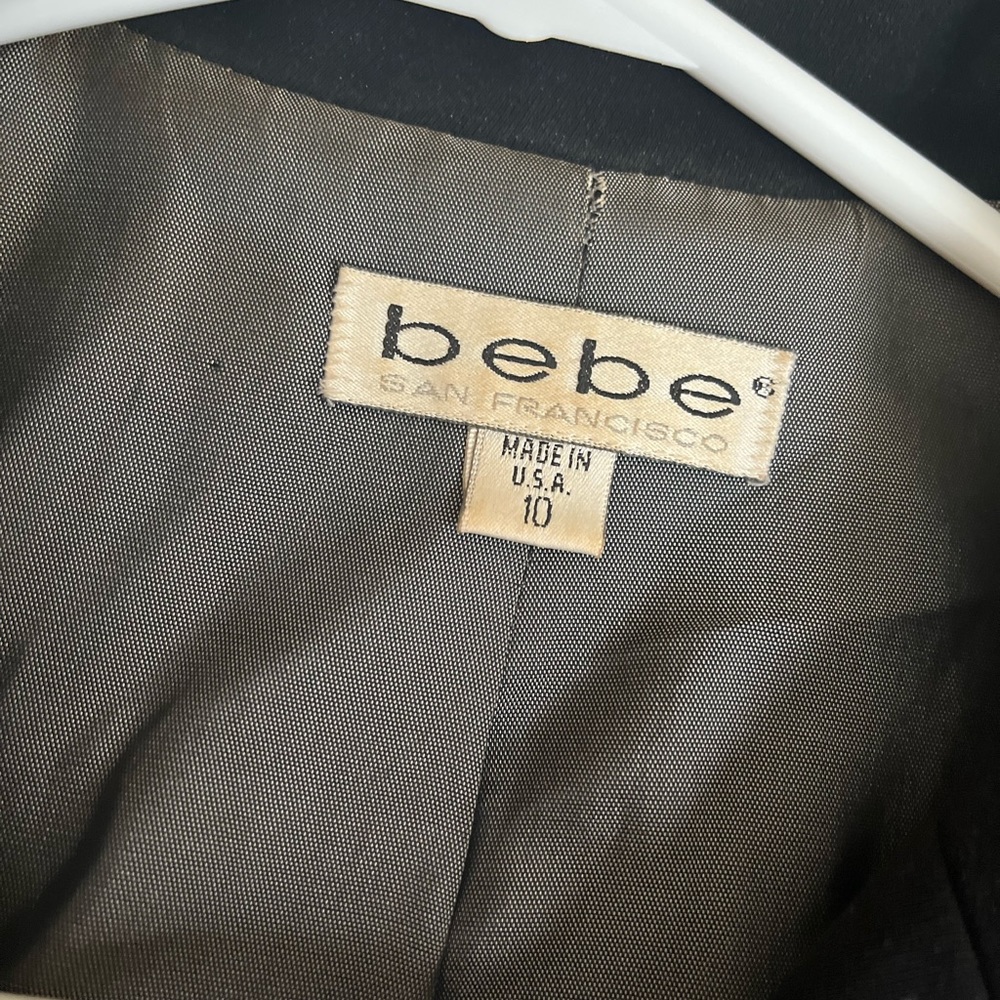 bebe®
SAN FRANCISCO
MADE IN
U.S.A.
10